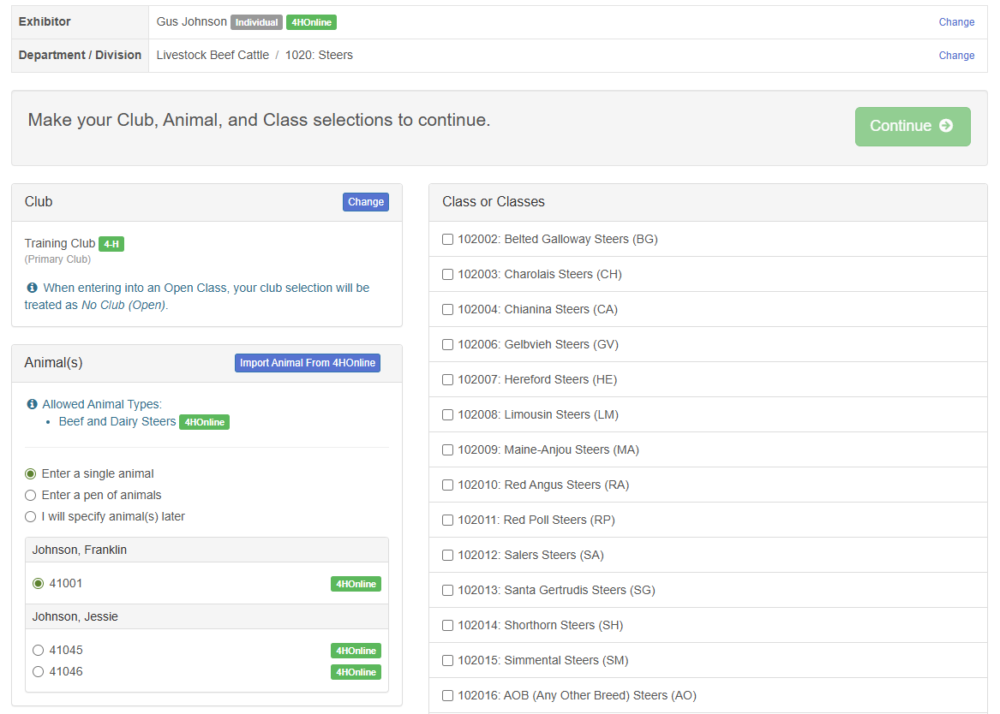 Exhibitor Gus Johnson Individual 4HOnline Change
Department / Division Livestock Beef Cattle / 1020: Steers Change
Make your Club, Animal, and Class selections to continue.
Continue
Club Change
Training Club 4-H
(Primary Club)
When entering into an Open Class, your club selection will be
treated as No Club (Open).
Animal(s) Import Animal From 4HOnline
Allowed Animal Types:
• Beef and Dairy Steers 4HOnline
Enter a single animal
Enter a pen of animals
I will specify animal(s) later
Johnson, Franklin
41001 4HOnline
Johnson, Jessie
41045 4HOnline
41046 4HOnline
Class or Classes
102002: Belted Galloway Steers (BG)
102003: Charolais Steers (CH)
102004: Chianina Steers (CA)
102006: Gelbvieh Steers (GV)
102007: Hereford Steers (HE)
102008: Limousin Steers (LM)
102009: Maine-Anjou Steers (MA)
102010: Red Angus Steers (RA)
102011: Red Poll Steers (RP)
102012: Salers Steers (SA)
102013: Santa Gertrudis Steers (SG)
102014: Shorthorn Steers (SH)
102015: Simmental Steers (SM)
102016: AOB (Any Other Breed) Steers (AO)